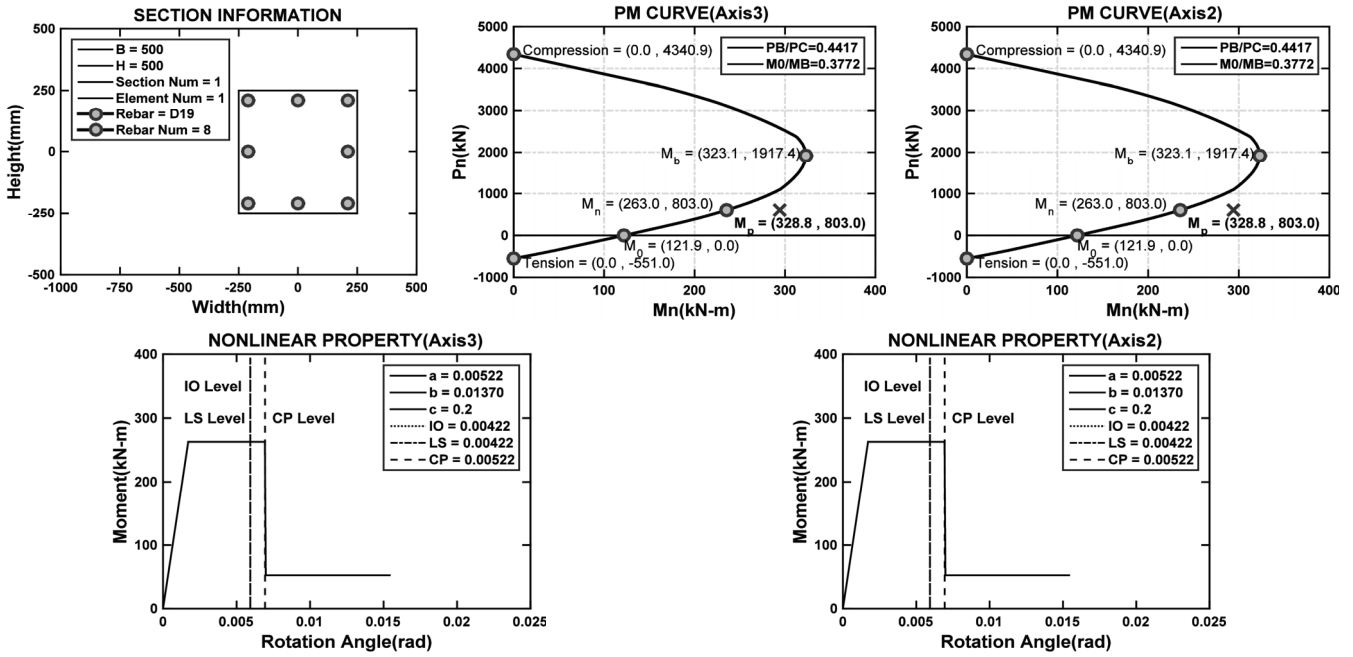 SECTION INFORMATION
B = 500
H = 500
Section Num = 1
Element Num = 1
Rebar = D19
Rebar Num = 8
500
250
0
-250
-500
-1000
-750
-500
-250
0
250
500
Height(mm)
Width(mm)
PM CURVE(Axis3)
Compression = (0.0 , 4340.9)
PB/PC=0.4417
M0/MB=0.3772
M_b = (323.1 , 1917.4)
M_n = (263.0 , 803.0)
M_p = (328.8 , 803.0)
M_0 = (121.9 , 0.0)
Tension = (0.0 , -551.0)
5000
4000
3000
2000
1000
0
-1000
0
100
200
300
400
Pn(kN)
Mn(kN-m)
PM CURVE(Axis2)
Compression = (0.0 , 4340.9)
PB/PC=0.4417
M0/MB=0.3772
M_b = (323.1 , 1917.4)
M_n = (263.0 , 803.0)
M_p = (328.8 , 803.0)
M_0 = (121.9 , 0.0)
Tension = (0.0 , -551.0)
5000
4000
3000
2000
1000
0
-1000
0
100
200
300
400
Pn(kN)
Mn(kN-m)
NONLINEAR PROPERTY(Axis3)
IO Level
LS Level
CP Level
a = 0.00522
b = 0.01370
c = 0.2
IO = 0.00422
LS = 0.00422
CP = 0.00522
400
300
200
100
0
0
0.005
0.01
0.015
0.02
0.025
Moment(kN-m)
Rotation Angle(rad)
NONLINEAR PROPERTY(Axis2)
IO Level
LS Level
CP Level
a = 0.00522
b = 0.01370
c = 0.2
IO = 0.00422
LS = 0.00422
CP = 0.00522
400
300
200
100
0
0
0.005
0.01
0.015
0.02
0.025
Moment(kN-m)
Rotation Angle(rad)